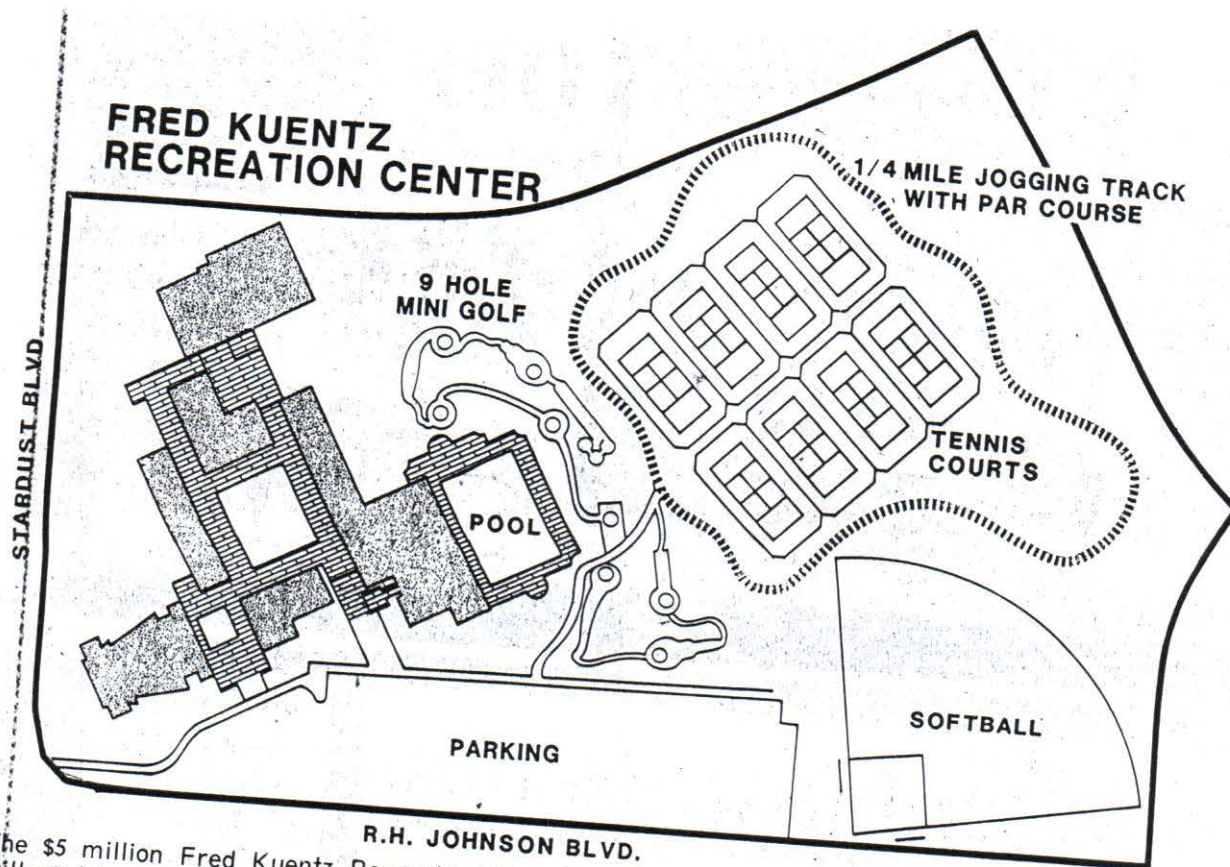 FRED KUENTZ
RECREATION CENTER
1/4 MILE JOGGING TRACK
WITH PAR COURSE
9 HOLE
MINI GOLF
STARDUST BLVD.
TENNIS
COURTS
POOL
SOFTBALL
PARKING
R.H. JOHNSON BLVD.
he $5 million Fred Kuentz